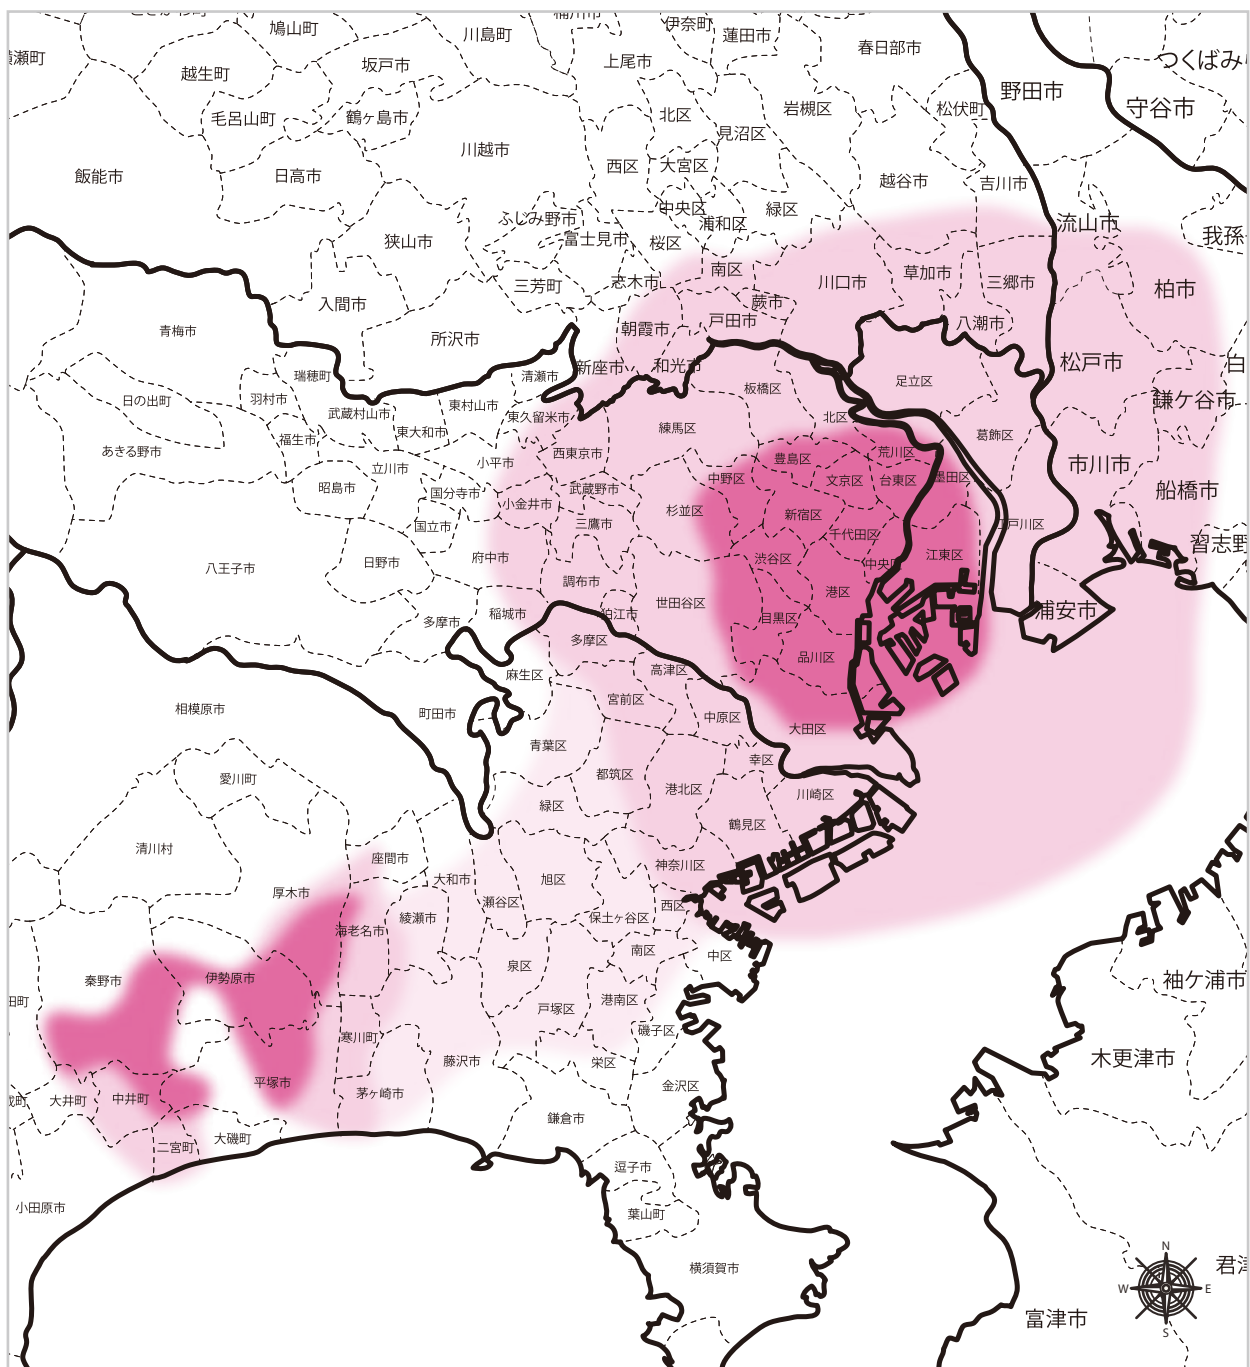 鳩山町
川島町
伊奈町
蓮田市
春日部市
越生町
坂戸市
上尾市
つくばみ
野田市
守谷市
毛呂山町
鶴ヶ島市
北区
見沼区
岩槻区
松伏町
川越市
飯能市
日高市
西区
大宮区
越谷市
吉川市
ふじみ野市
中央区
浦和区
緑区
流山市
狭山市
富士見市
桜区
我孫
入間市
三芳町
志木市
南区
川口市
草加市
三郷市
柏市
蕨市
青梅市
所沢市
朝霞市
戸田市
八潮市
松戸市
新座市
和光市
瑞穂町
清瀬市
板橋区
足立区
白
日の出町
羽村市
武蔵村山市
東村山市
東久留米市
北区
鎌ケ谷市
福生市
東大和市
練馬区
葛飾区
あきる野市
立川市
小平市
西東京市
豊島区
荒川区
市川市
昭島市
国分寺市
小金井市
武蔵野市
中野区
文京区
台東区
墨田区
船橋市
国立市
三鷹市
杉並区
新宿区
千代田区
江戸川区
習志野
八王子市
日野市
府中市
調布市
渋谷区
中央区
江東区
多摩市
稲城市
狛江市
世田谷区
目黒区
港区
浦安市
多摩区
品川区
麻生区
高津区
相模原市
町田市
宮前区
中原区
大田区
青葉区
幸区
愛川町
都筑区
港北区
川崎区
緑区
鶴見区
清川村
座間市
神奈川区
厚木市
大和市
旭区
瀬谷区
西区
海老名市
綾瀬市
保土ヶ谷区
南区
中区
秦野市
伊勢原市
泉区
袖ケ浦市
田町
戸塚区
港南区
寒川町
磯子区
木更津市
藤沢市
栄区
平塚市
茅ヶ崎市
金沢区
大井町
中井町
鎌倉市
二宮町
大磯町
逗子市
小田原市
葉山町
横須賀市
富津市
N
W
E
S